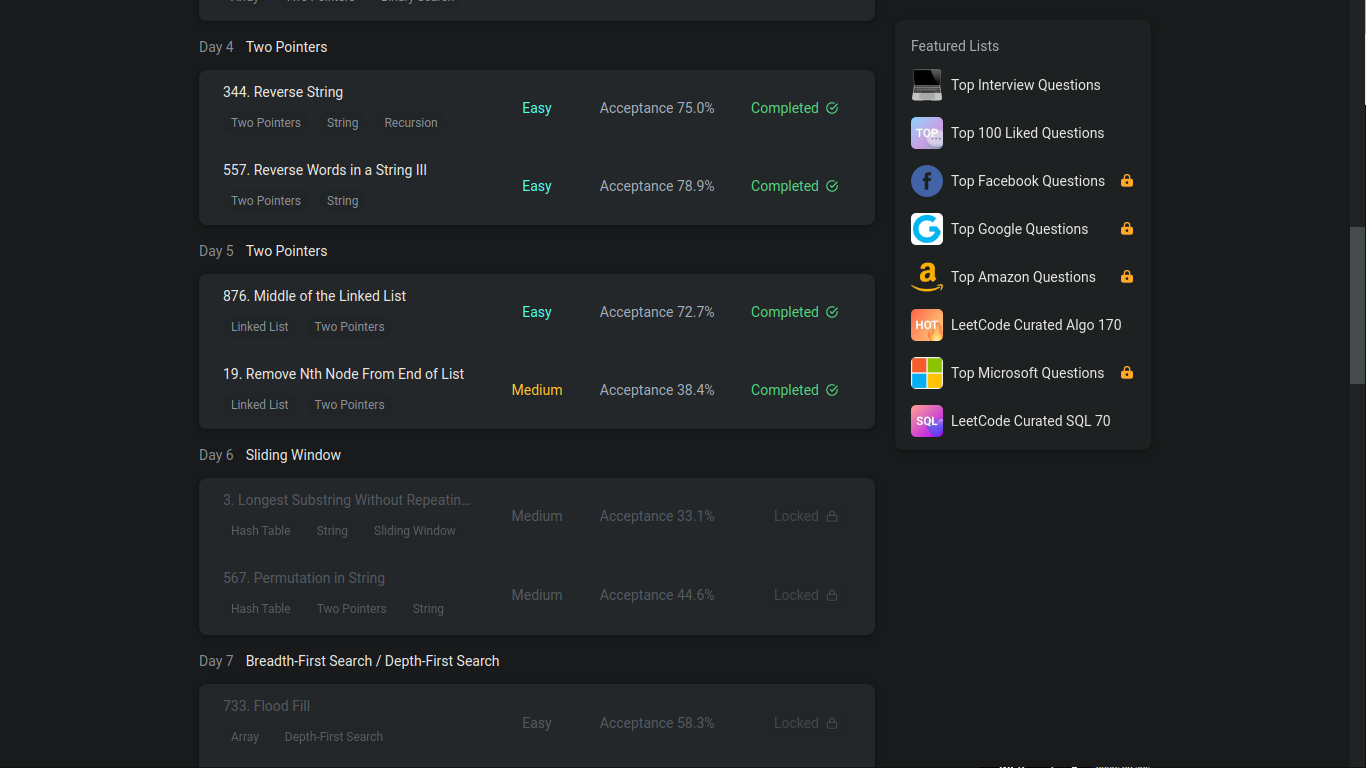 Array Two Pointers Binary Search
Day 4 Two Pointers
344. Reverse String
Easy Acceptance 75.0% Completed
Two Pointers String Recursion
557. Reverse Words in a String III
Easy Acceptance 78.9% Completed
Two Pointers String
Day 5 Two Pointers
876. Middle of the Linked List
Easy Acceptance 72.7% Completed
Linked List Two Pointers
19. Remove Nth Node From End of List
Medium Acceptance 38.4% Completed
Linked List Two Pointers
Day 6 Sliding Window
3. Longest Substring Without Repeatin...
Medium Acceptance 33.1% Locked
Hash Table String Sliding Window
567. Permutation in String
Medium Acceptance 44.6% Locked
Hash Table Two Pointers String
Day 7 Breadth-First Search / Depth-First Search
733. Flood Fill
Easy Acceptance 58.3% Locked
Array Depth-First Search
Featured Lists
Top Interview Questions
TOP Top 100 Liked Questions
f Top Facebook Questions
G Top Google Questions
a Top Amazon Questions
HOT LeetCode Curated Algo 170
Top Microsoft Questions
SQL LeetCode Curated SQL 70